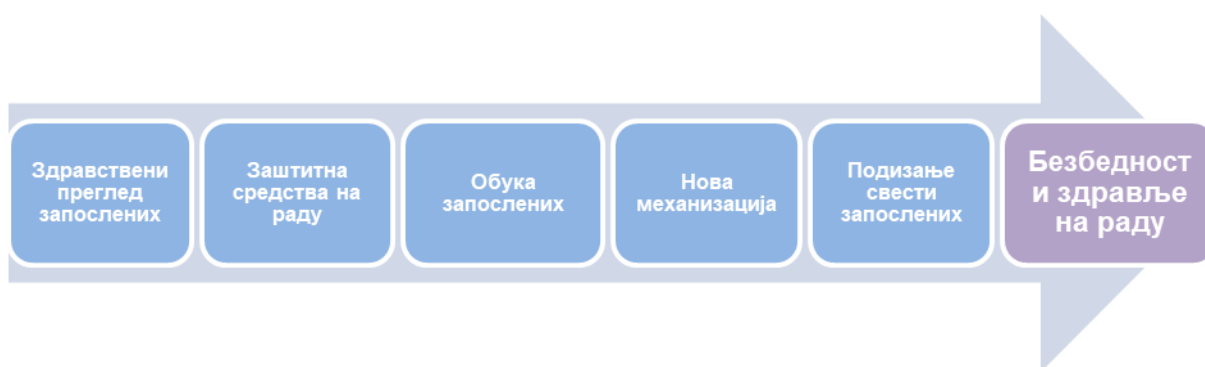 Здравствени
преглед
запослених
Заштитна
средства на
раду
Обука
запослених
Нова
механизација
Подизање
свести
запослених
Безбедност
и здравље
на раду